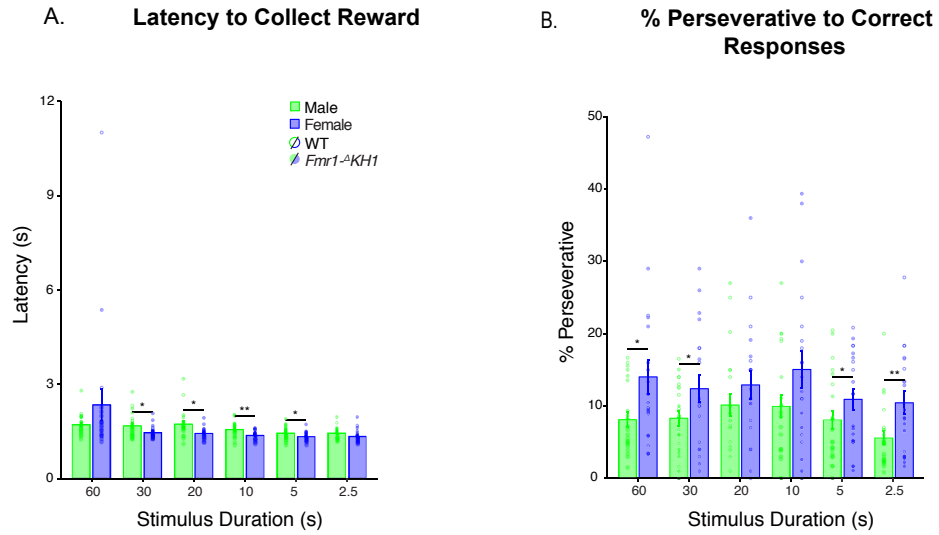 A.
Latency to Collect Reward
12
9
6
3
0
Latency (s)
Male
Female
WT
Fmr1-ΔKH1
*
*
**
*
60 30 20 10 5 2.5
Stimulus Duration (s)
B.
% Perseverative to Correct
Responses
50
40
30
20
10
0
% Perseverative
*
*
*
**
60 30 20 10 5 2.5
Stimulus Duration (s)